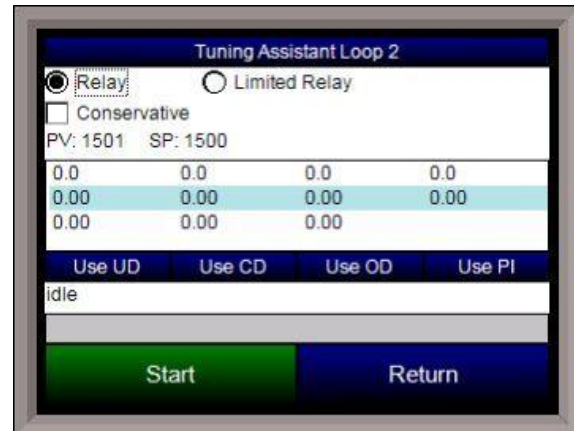 Tuning Assistant Loop 2
Relay Limited Relay
Conservative
PV: 1501 SP: 1500
0.0 0.0 0.0 0.0
0.00 0.00 0.00 0.00
0.00 0.00 0.00
Use UD Use CD Use OD Use PI
idle
Start Return